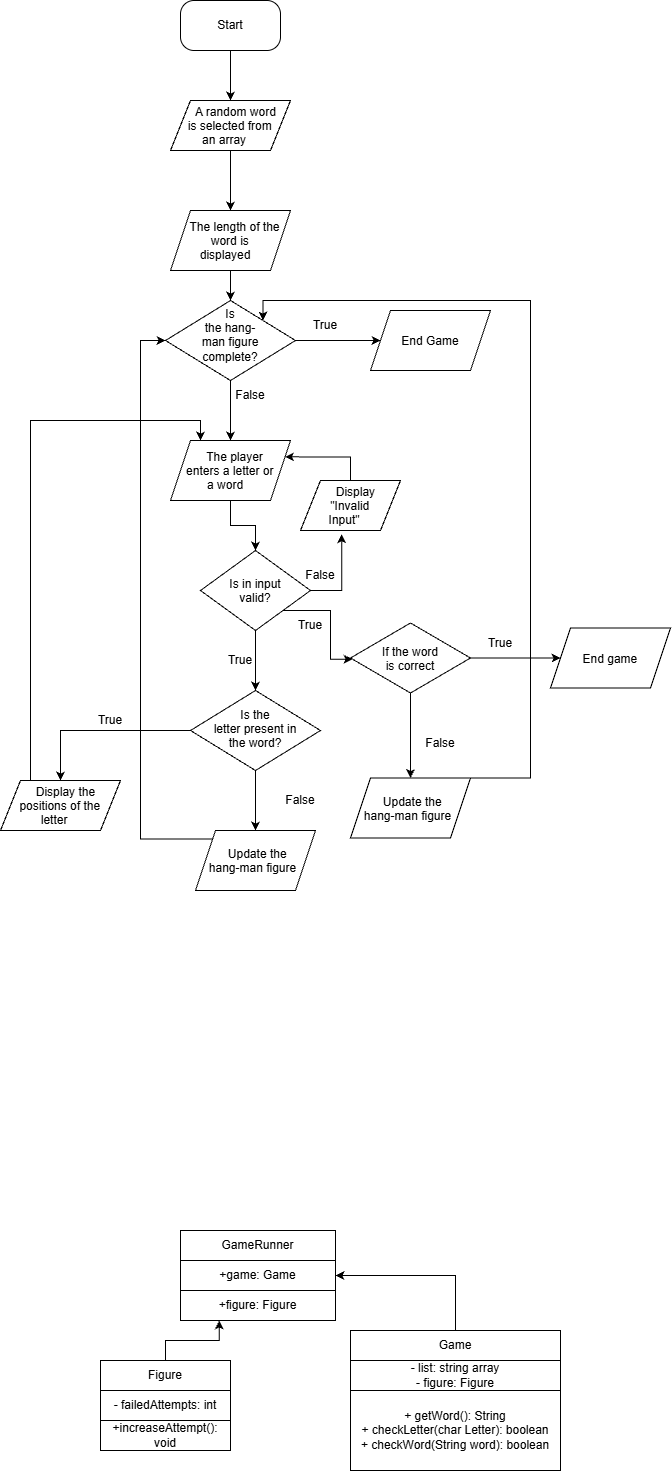 Start
A random word
is selected from
an array
The length of the
word is
displayed
Is
the hang-
man figure
complete?
True
End Game
False
The player
enters a letter or
a word
Display
"Invalid
Input"
Is in input
valid?
False
True
True
If the word
is correct
True
End game
Is the
letter present in
the word?
True
False
Display the
positions of the
letter
False
Update the
hang-man figure
Update the
hang-man figure
GameRunner
+game: Game
+figure: Figure
Figure
- failedAttempts: int
+increaseAttempt():
void
Game
- list: string array
- figure: Figure
+ getWord(): String
+ checkLetter(char Letter): boolean
+ checkWord(String word): boolean